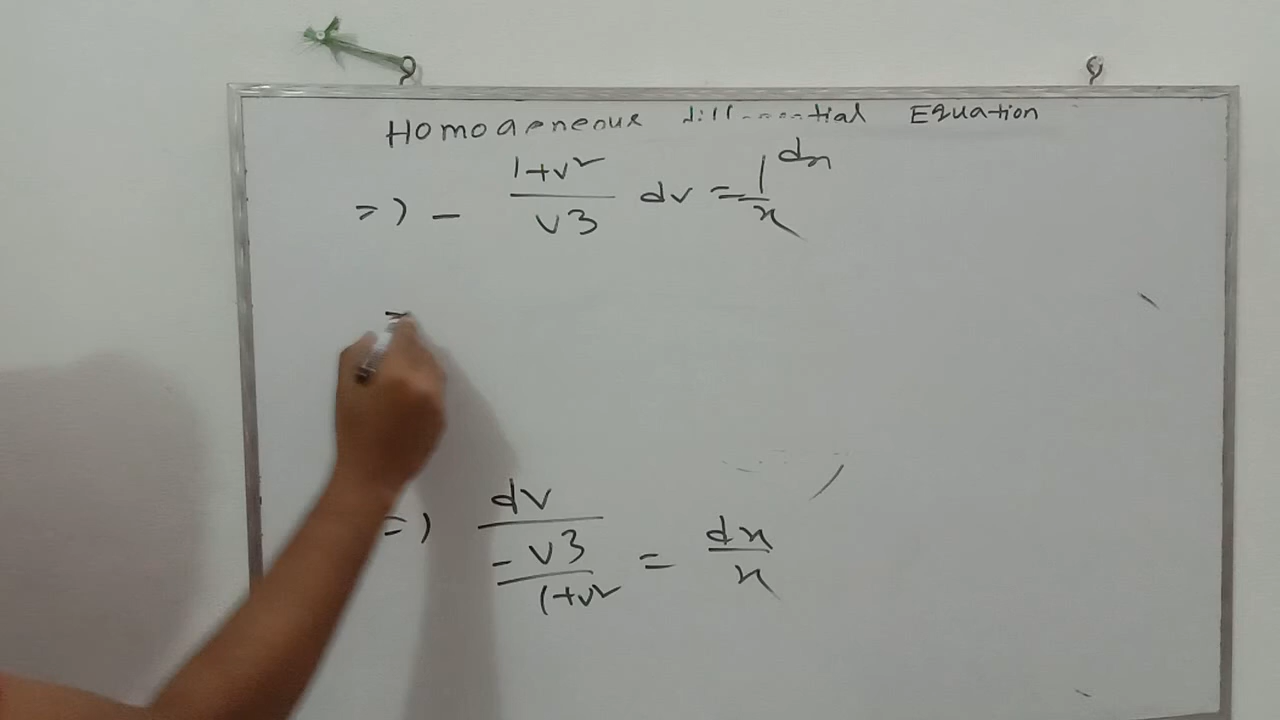 Homogeneous differential Equation
=) - 1+v² / v3 dv = 1/x dx
=) dv / -v3 / 1+v² = dx / x